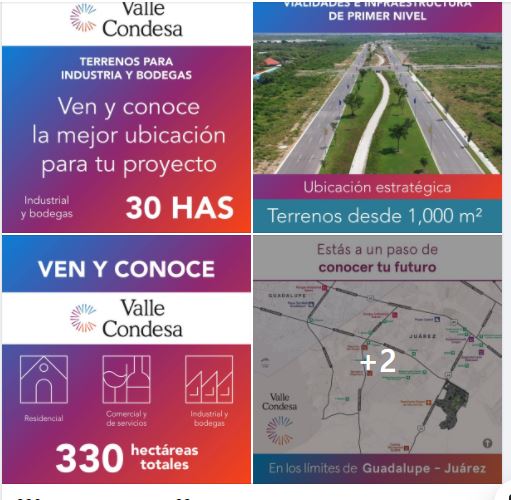 Valle
Condesa
TERRENOS PARA
INDUSTRIA Y BODEGAS
Ven y conoce
la mejor ubicación
para tu proyecto
Industrial
y bodegas
30 HAS
VIALIDADES E INFRAESTRUCTURA
DE PRIMER NIVEL
Ubicación estratégica
Terrenos desde 1,000 m²
VEN Y CONOCE
Valle
Condesa
Residencial
Comercial y
de servicios
Industrial y
bodegas
330 hectáreas
totales
Estás a un paso de
conocer tu futuro
GUADALUPE
JUÁREZ
+2
Valle
Condesa
En los límites de Guadalupe - Juárez